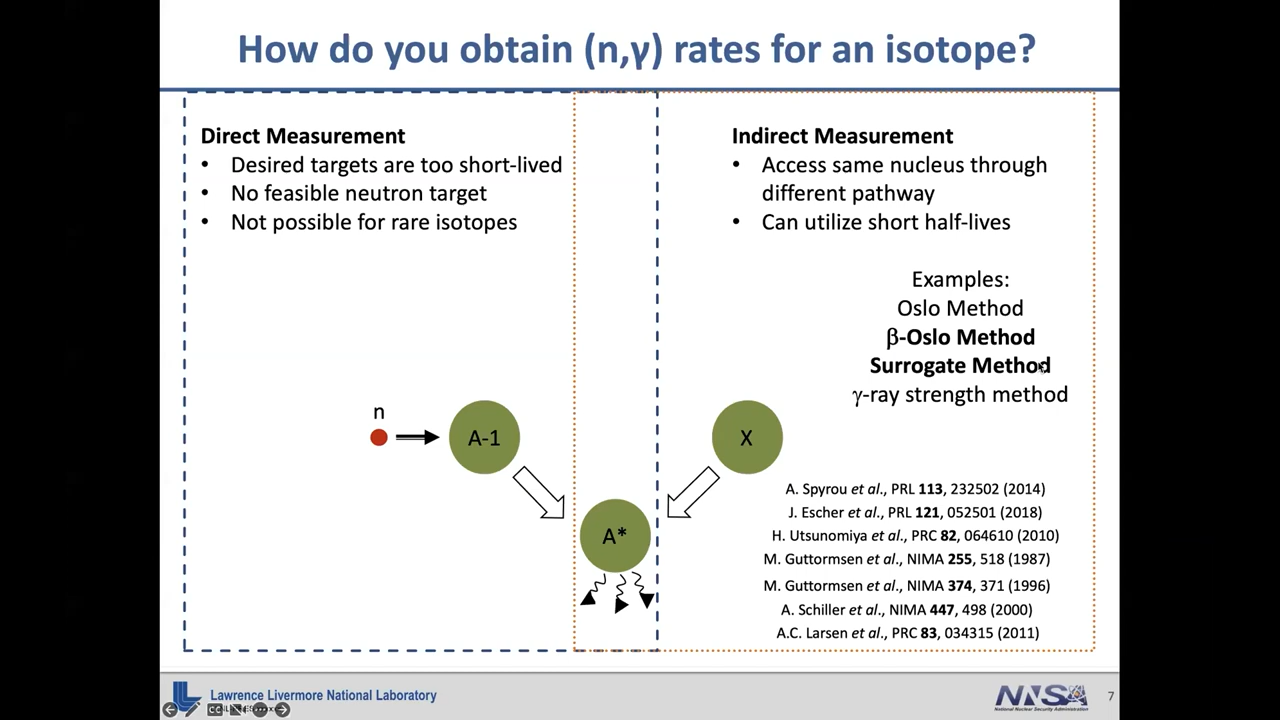 How do you obtain (n,γ) rates for an isotope?
Direct Measurement
• Desired targets are too short-lived
• No feasible neutron target
• Not possible for rare isotopes
Indirect Measurement
• Access same nucleus through
different pathway
• Can utilize short half-lives
Examples:
Oslo Method
β-Oslo Method
Surrogate Method
γ-ray strength method
n
A-1
X
A*
A. Spyrou et al., PRL 113, 232502 (2014)
J. Escher et al., PRL 121, 052501 (2018)
H. Utsunomiya et al., PRC 82, 064610 (2010)
M. Guttormsen et al., NIMA 255, 518 (1987)
M. Guttormsen et al., NIMA 374, 371 (1996)
A. Schiller et al., NIMA 447, 498 (2000)
A.C. Larsen et al., PRC 83, 034315 (2011)
Lawrence Livermore National Laboratory
NNSA
National Nuclear Security Administration
7